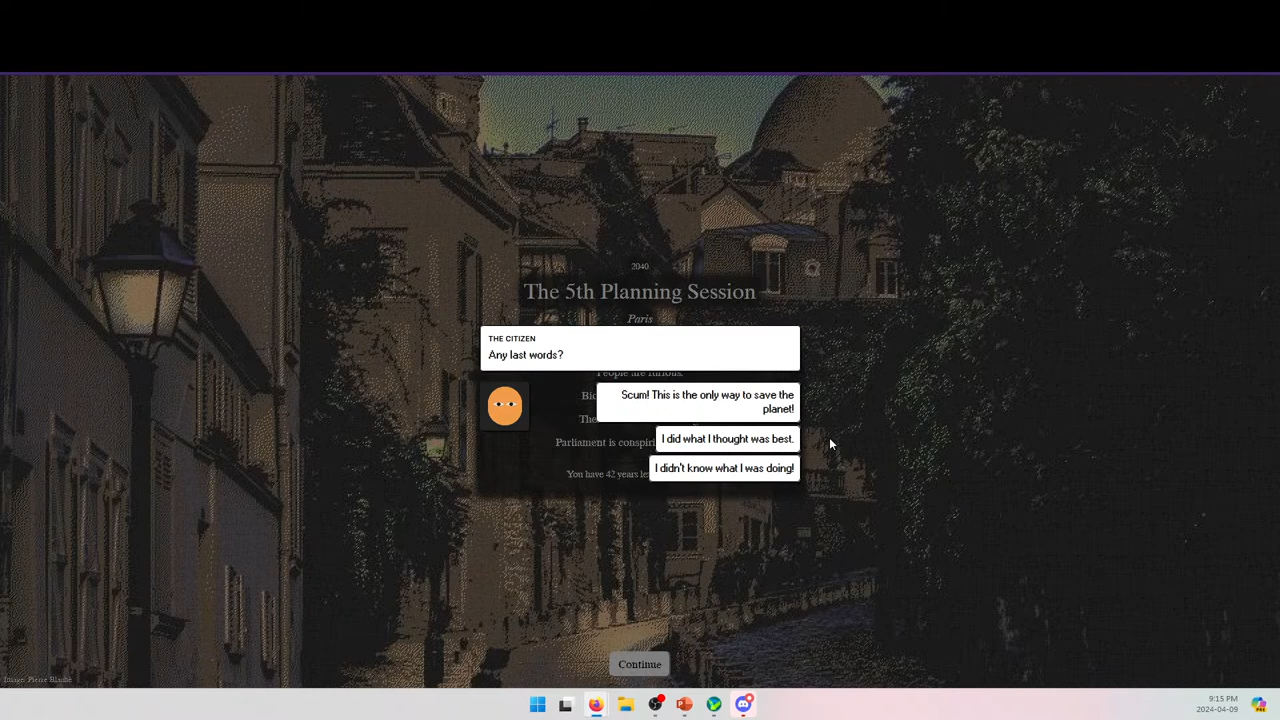 2040
The 5th Planning Session
Paris
THE CITIZEN
Any last words?
People are furious.
Scum! This is the only way to save the
planet!
The
Parliament is conspiri
I did what I thought was best.
You have 42 years le
I didn't know what I was doing!
Continue
Image: Pierre Blaché
9:15 PM
2024-04-09